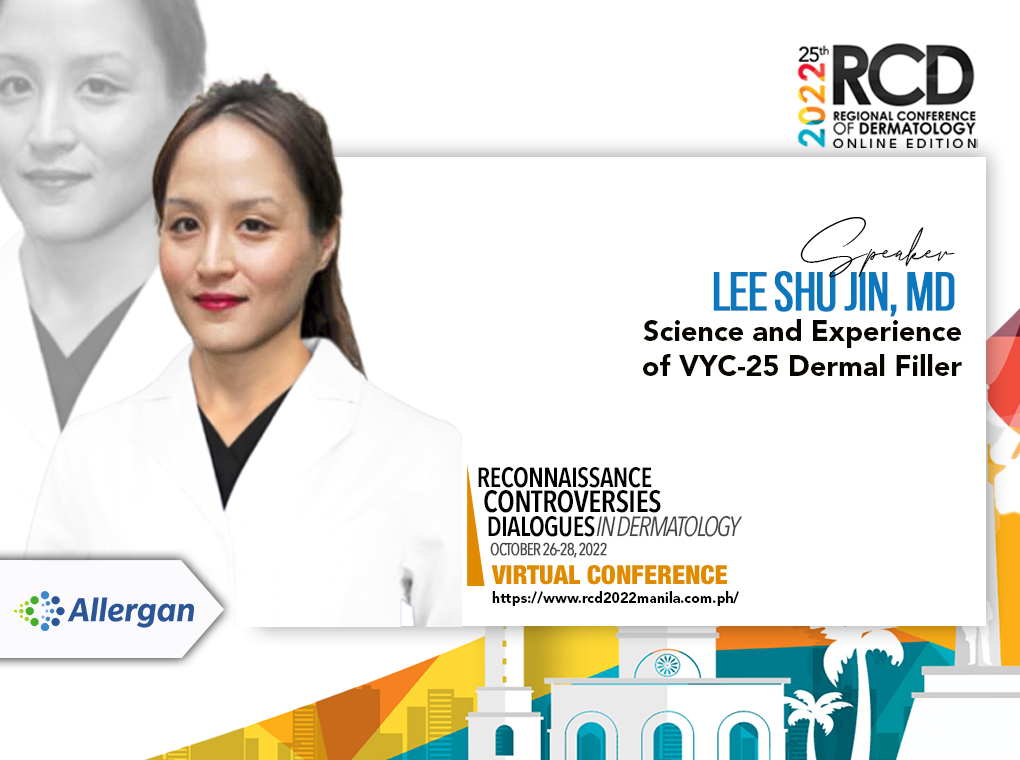 25th
2022
RCD
REGIONAL CONFERENCE
OF DERMATOLOGY
ONLINE EDITION
Speaker
LEE SHU JIN, MD
Science and Experience
of VYC-25 Dermal Filler
RECONNAISSANCE
CONTROVERSIES
DIALOGUES IN DERMATOLOGY
OCTOBER 26-28, 2022
VIRTUAL CONFERENCE
https://www.rcd2022manila.com.ph/
Allergan